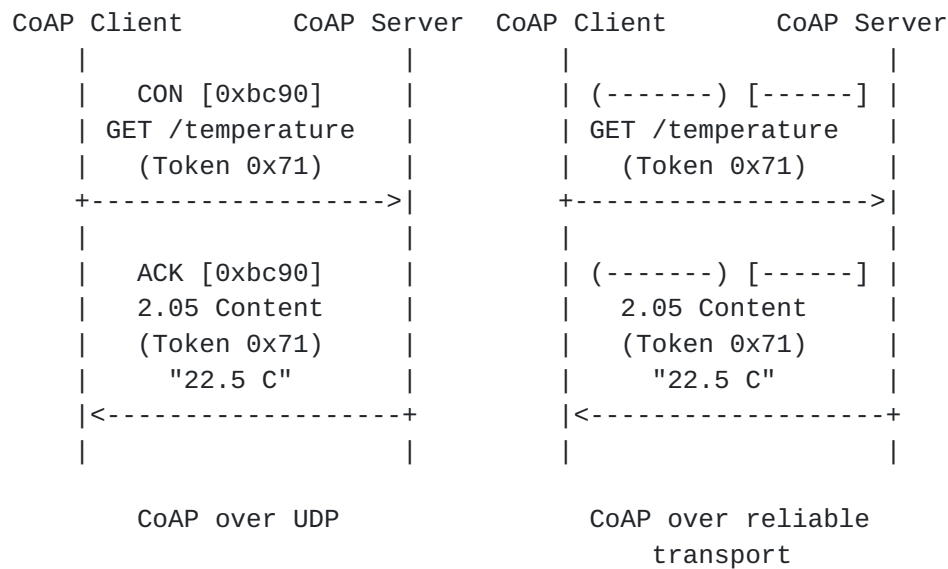 CoAP Client       CoAP Server  CoAP Client       CoAP Server
    |                    |         |                    |
    |   CON [0xbc90]     |         | (-------) [------] |
    | GET /temperature   |         | GET /temperature   |
    |   (Token 0x71)     |         |   (Token 0x71)     |
    +------------------->|         +------------------->|
    |                    |         |                    |
    |   ACK [0xbc90]     |         | (-------) [------] |
    |   2.05 Content     |         |   2.05 Content     |
    |   (Token 0x71)     |         |   (Token 0x71)     |
    |     "22.5 C"       |         |     "22.5 C"       |
    |<-------------------+         |<-------------------+
    |                    |         |                    |

        CoAP over UDP                CoAP over reliable
                                         transport